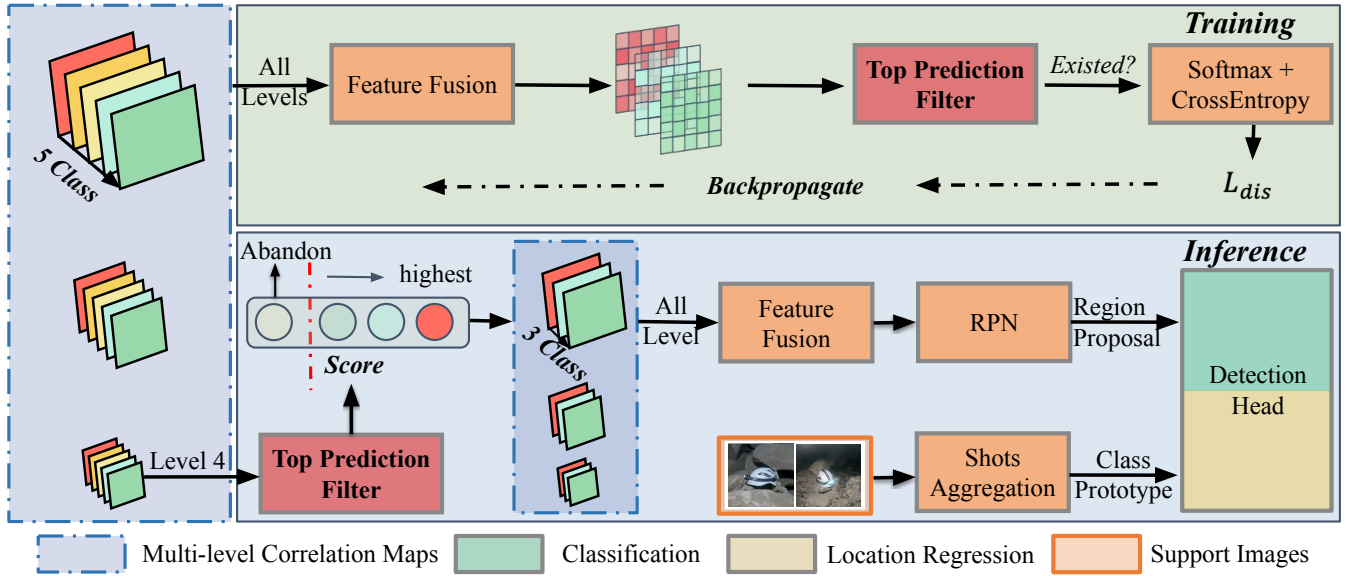 Training
All
Levels
Feature Fusion
Top Prediction
Filter
Existed?
Softmax +
CrossEntropy
5 Class
Backpropagate
L_dis
Inference
Abandon
highest
Score
3 Class
All
Level
Feature
Fusion
RPN
Region
Proposal
Detection
Head
Level 4
Top Prediction
Filter
Shots
Aggregation
Class
Prototype
Multi-level Correlation Maps
Classification
Location Regression
Support Images